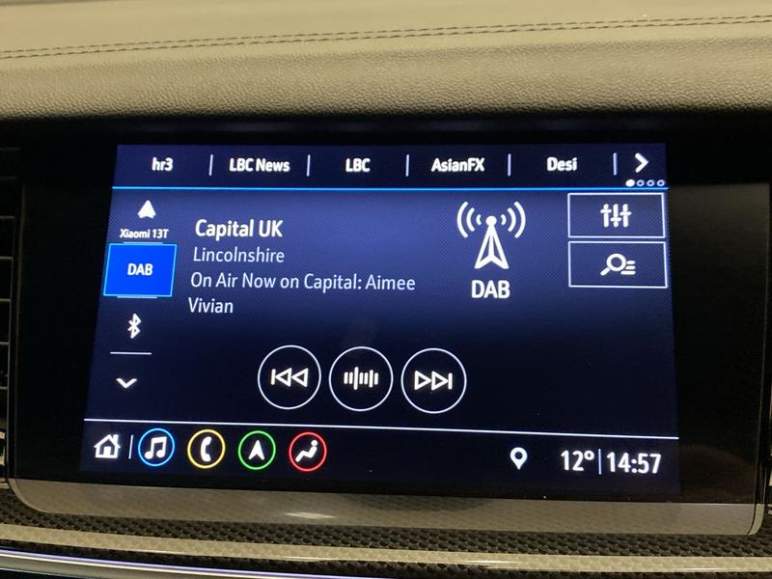 hr3 LBC News LBC AsianFX Desi
Xiaomi 13T
DAB
Capital UK
Lincolnshire
On Air Now on Capital: Aimee
Vivian
DAB
12° 14:57